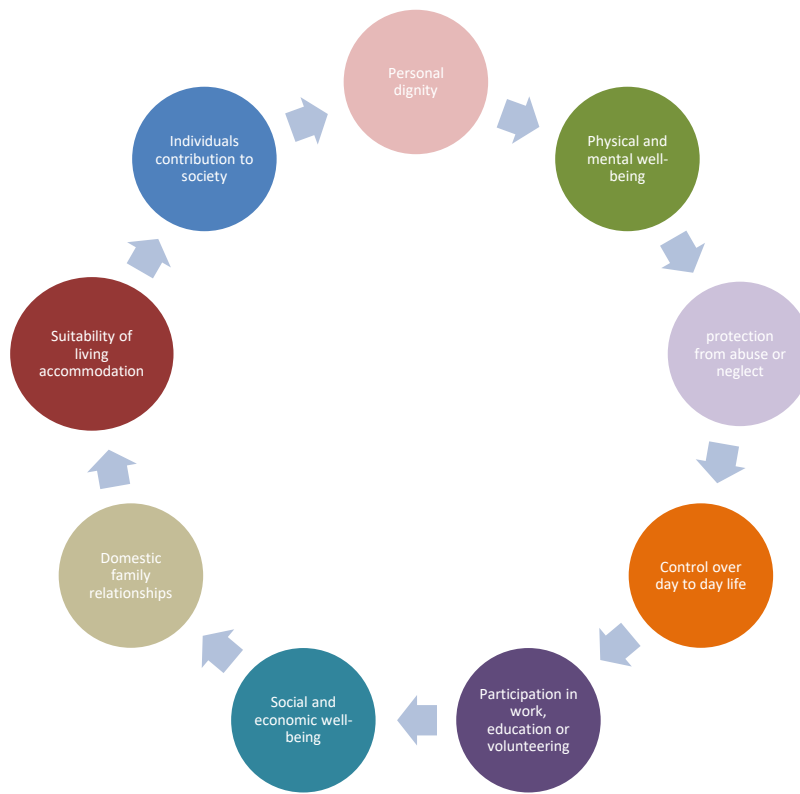 Personal
dignity
Physical and
mental well-
being
protection
from abuse or
neglect
Control over
day to day life
Participation in
work,
education or
volunteering
Social and
economic well-
being
Domestic
family
relationships
Suitability of
living
accommodation
Individuals
contribution to
society